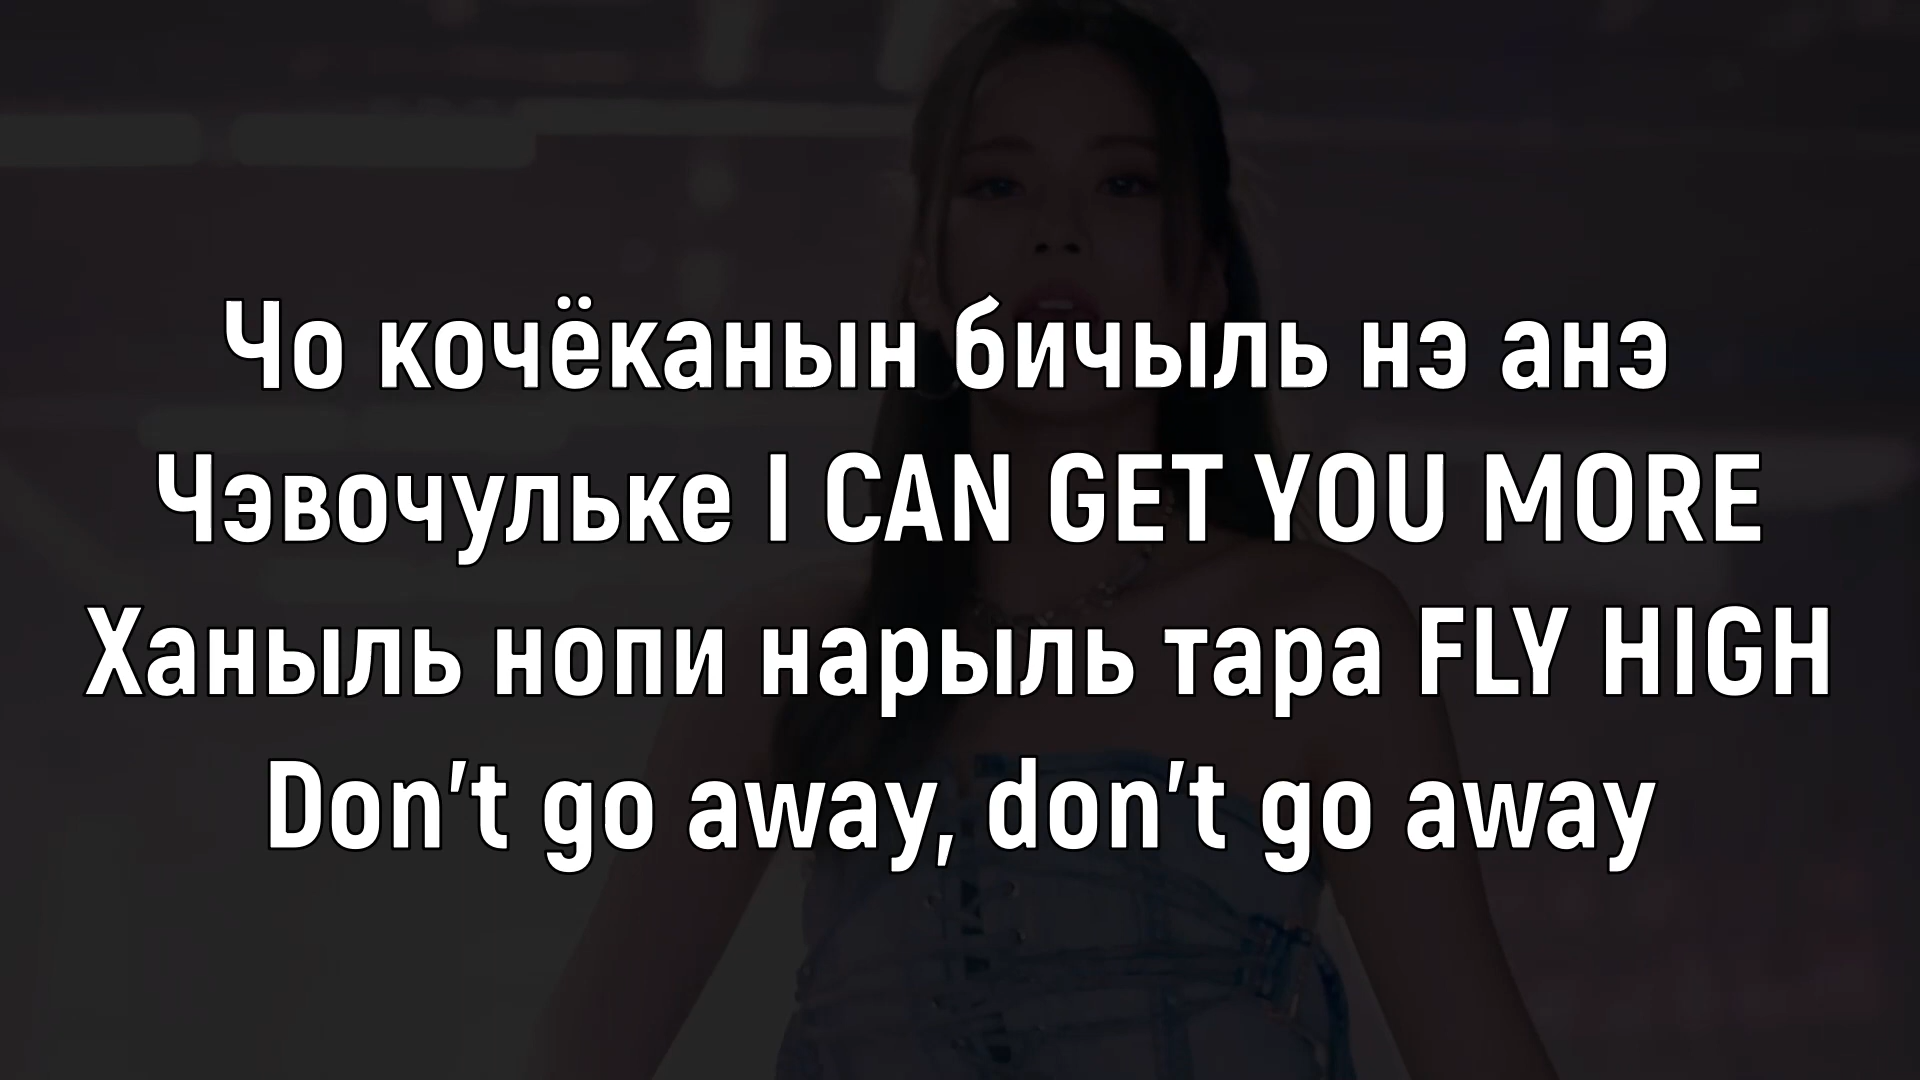 Чо кочёканын бичыль нэ анэ
Чэвочульке I CAN GET YOU MORE
Ханыль нопи нарыль тара FLY HIGH
Don't go away, don't go away